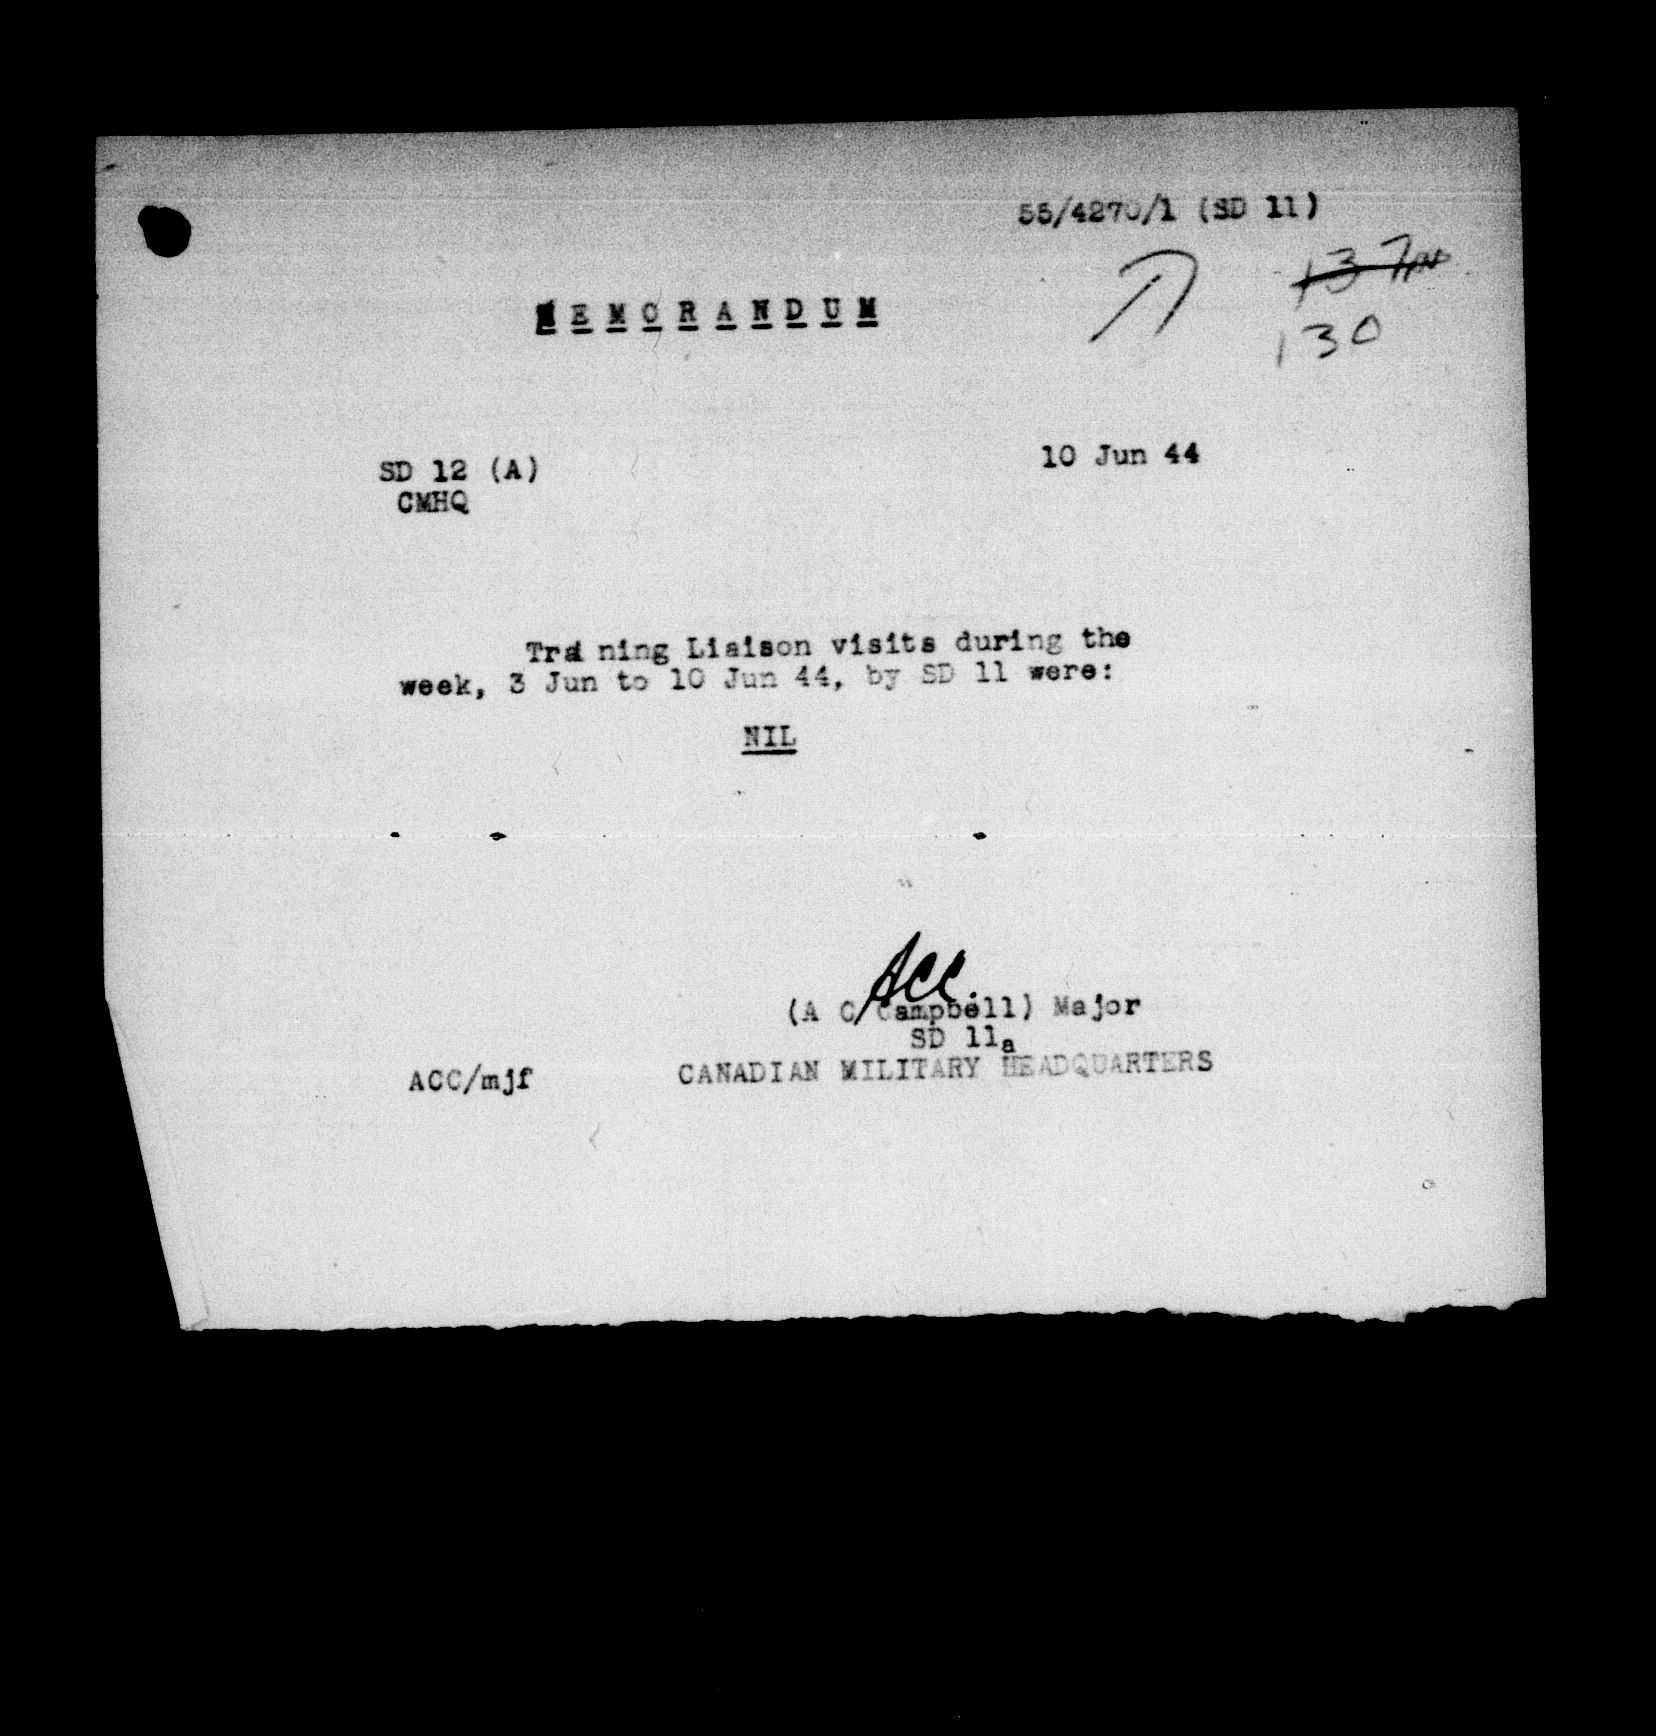 55/4270/1 (SD 11)
137
130
MEMORANDUM
10 Jun 44
SD 12 (A)
CMHQ
Trai ning Liaison visits during the
week, 3 Jun to 10 Jun 44, by SD 11 were:
NIL
ACC.
(A C Campbell) Major
SD 11a
ACC/mjf CANADIAN MILITARY HEADQUARTERS